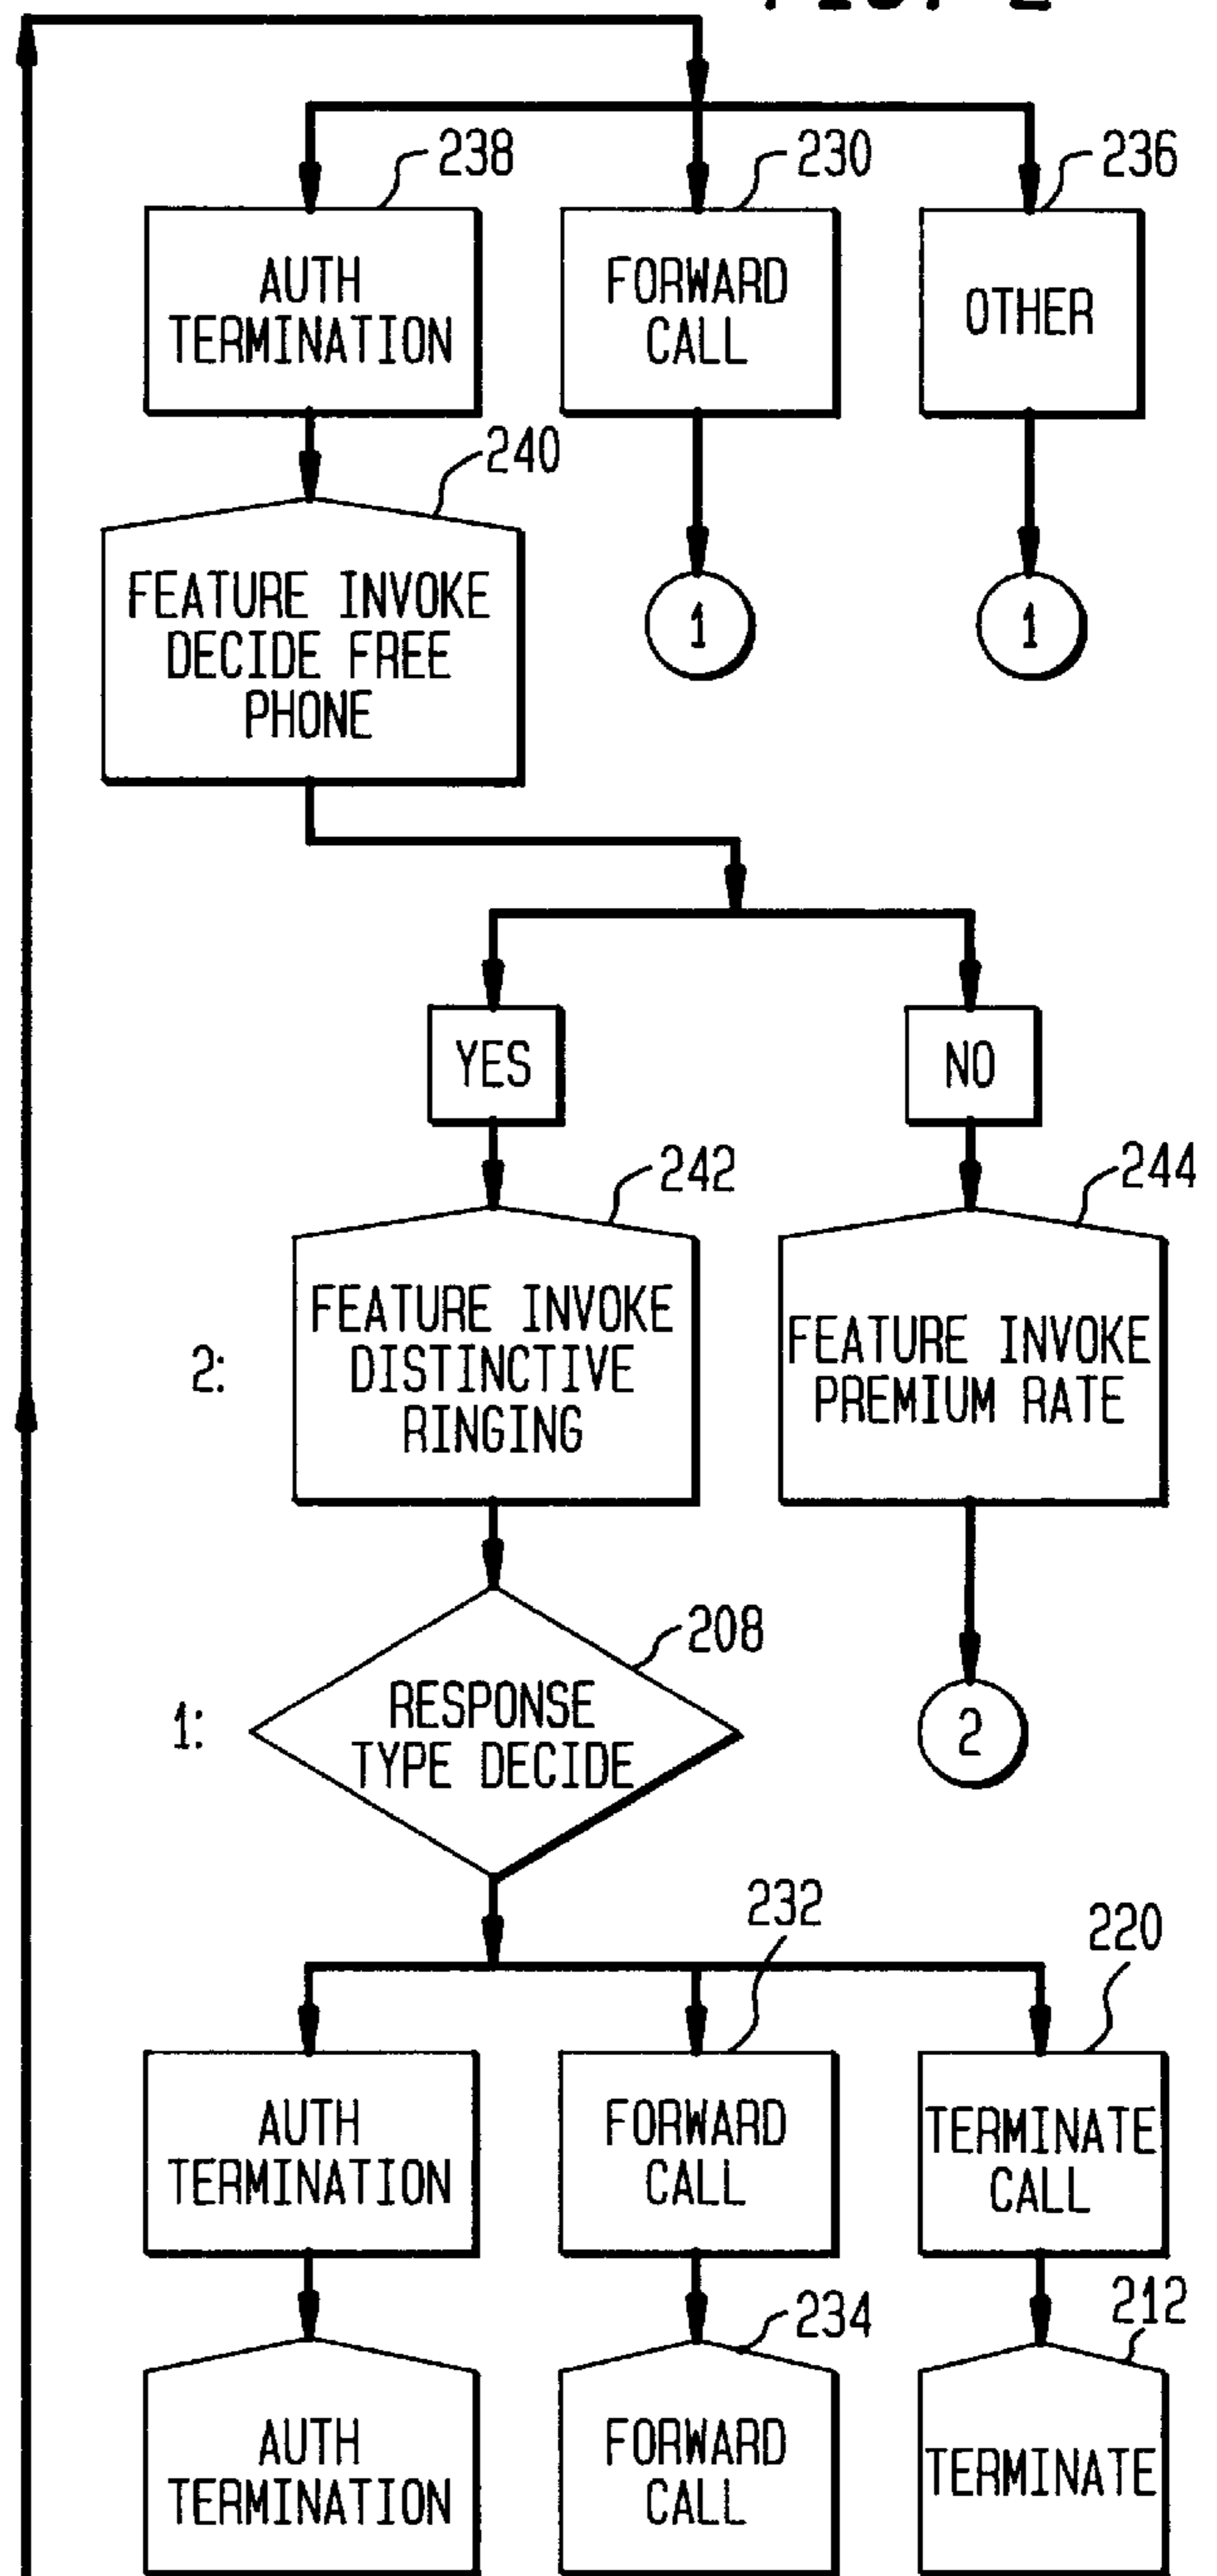 238
230
236
AUTH
TERMINATION
FORWARD
CALL
OTHER
240
FEATURE INVOKE
DECIDE FREE
PHONE
1
1
YES
NO
242
244
2:
FEATURE INVOKE
DISTINCTIVE
RINGING
FEATURE INVOKE
PREMIUM RATE
208
1:
RESPONSE
TYPE DECIDE
2
232
220
AUTH
TERMINATION
FORWARD
CALL
TERMINATE
CALL
234
212
AUTH
TERMINATION
FORWARD
CALL
TERMINATE